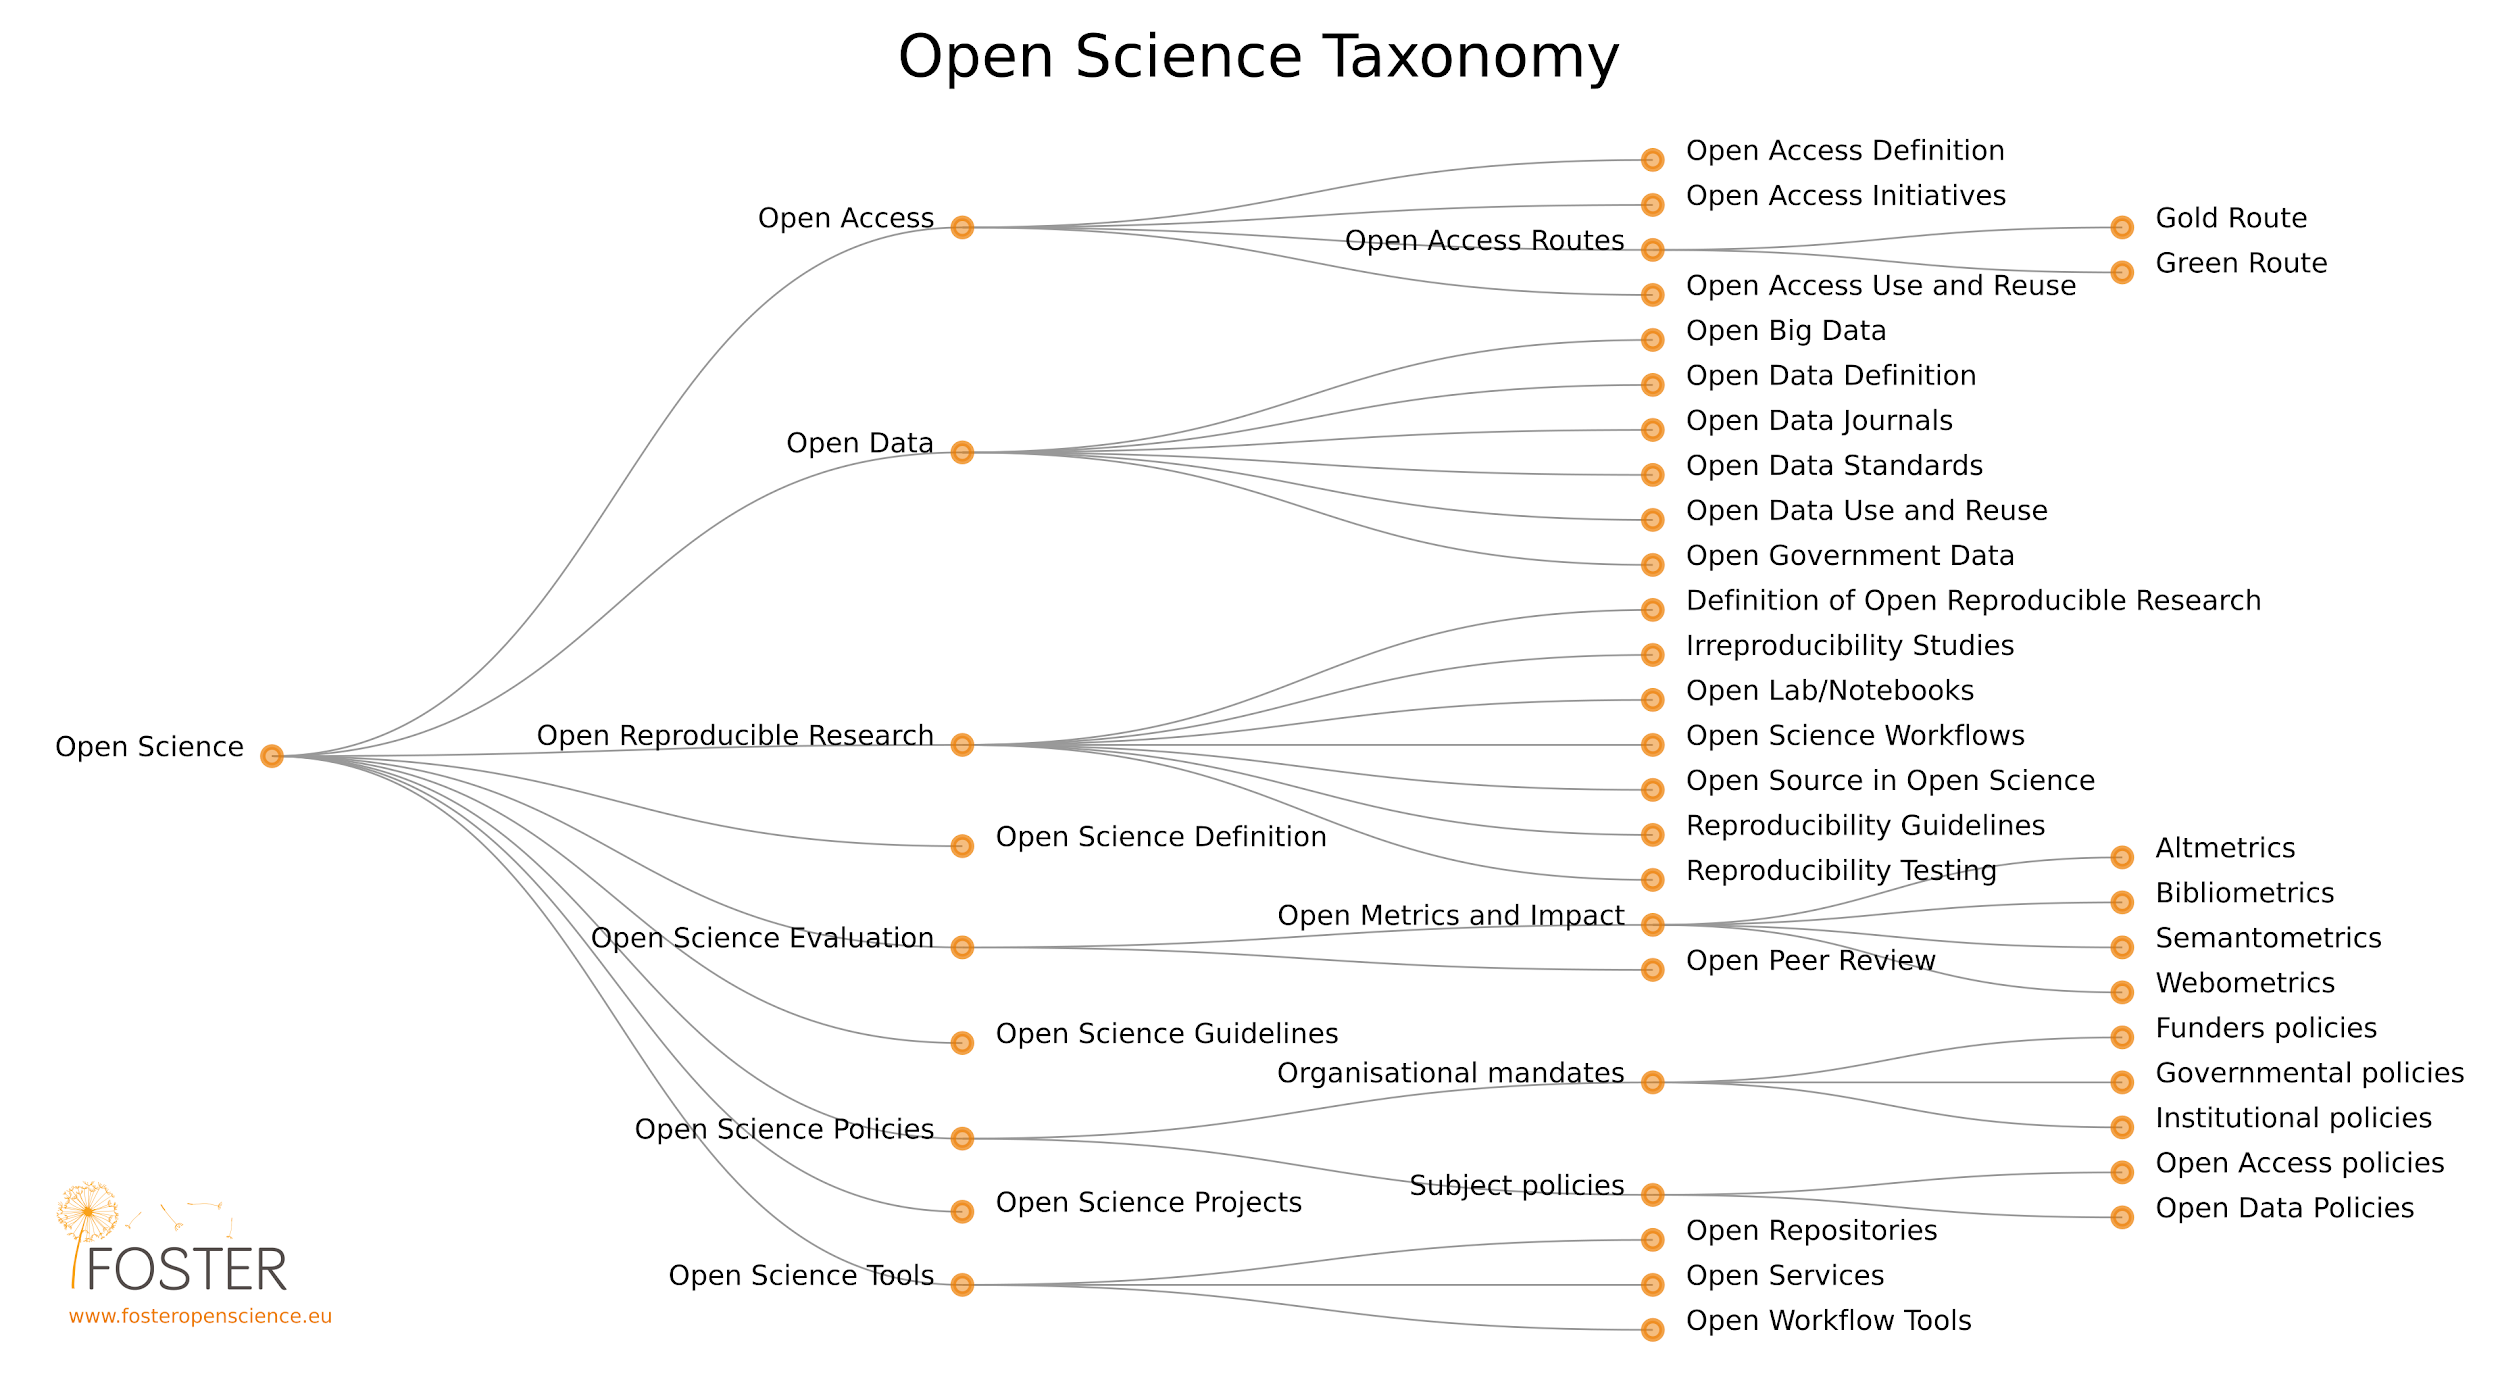 Open Science Taxonomy
Open Access Definition
Open Access Initiatives
Open Access
Gold Route
Open Access Routes
Green Route
Open Access Use and Reuse
Open Big Data
Open Data Definition
Open Data Journals
Open Data
Open Data Standards
Open Data Use and Reuse
Open Government Data
Definition of Open Reproducible Research
Irreproducibility Studies
Open Lab/Notebooks
Open Reproducible Research
Open Science Workflows
Open Science
Open Source in Open Science
Reproducibility Guidelines
Open Science Definition
Altmetrics
Reproducibility Testing
Bibliometrics
Open Metrics and Impact
Open Science Evaluation
Semantometrics
Open Peer Review
Webometrics
Funders policies
Open Science Guidelines
Organisational mandates
Governmental policies
Institutional policies
Open Science Policies
Open Access policies
Subject policies
Open Science Projects
Open Data Policies
Open Repositories
Open Science Tools
Open Services
Open Workflow Tools
FOSTER
www.fosteropenscience.eu